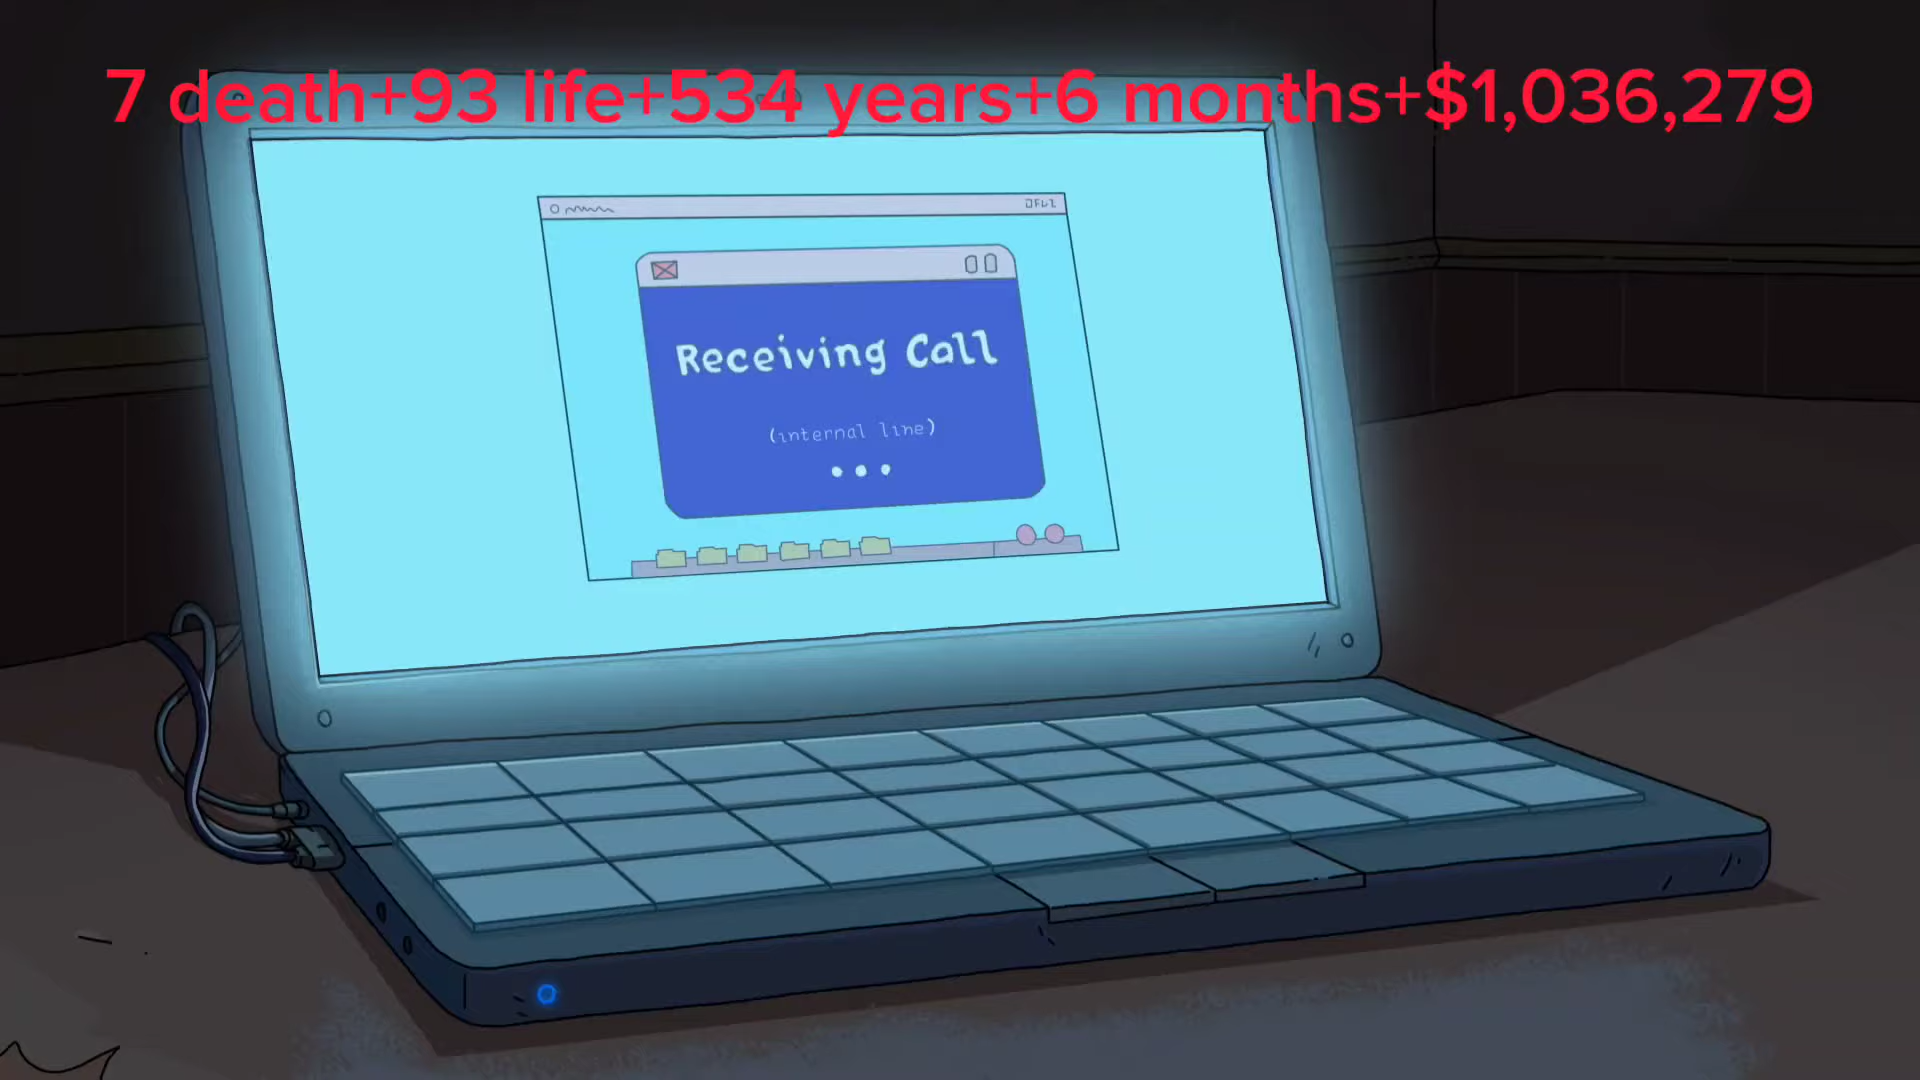 7 death+93 life+534 years+6 months+$1,036,279
Receiving Call
(internal line)